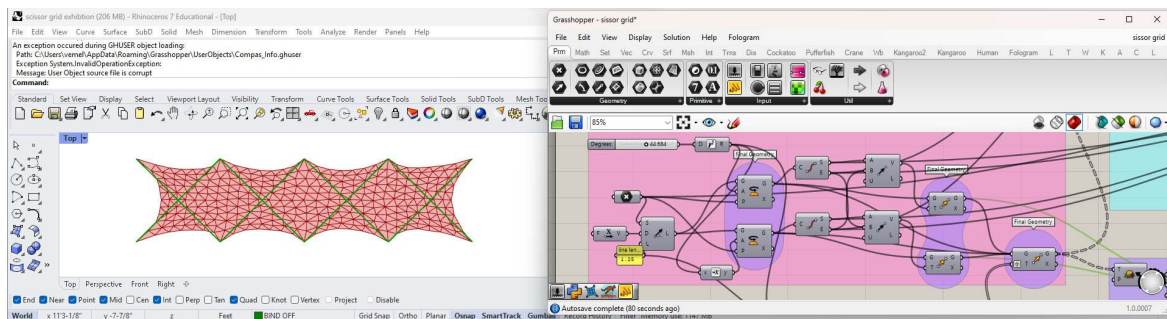 scissor grid exhibtion (206 MB) - Rhinoceros 7 Educational - [Top]
File Edit View Curve Surface SubD Solid Mesh Dimension Transform Tools Analyze Render Panels Help
An exception occured during GHUSER object loading:
Path: C:\Users\vernel\AppData\Roaming\Grasshopper\UserObjects\Compas_Info.ghuser
Exception System.InvalidOperationException:
Message: User Object source file is corrupt
Command:
Standard Set View Display Select Viewport Layout Visibility Transform Curve Tools Surface Tools Solid Tools SubD Tools Mesh Too
Top
Top Perspective Front Right
End Near Point Mid Cen Int Perp Tan Quad Knot Vertex Project Disable
World x 11'3-1/8" y -7-7/8" z Feet BIND OFF Grid Snap Ortho Planar Osnap SmartTrack Gumball Record History Filter Memory use: 1147 MB
Grasshopper - sissor grid*
File Edit View Display Solution Help Fologram
sissor grid
Prm Math Set Vec Crv Srf Msh Int Trns Dis Cockatoo Pufferfish Crane Wb Kangaroo2 Kangaroo Human Fologram L T W K A C L
Geometry Primitive Input Util
85%
Degrees
D R
Final Geometry
C S E
A B U V L
Final Geometry
G A P G X
G T G X
F X V
S D L L
line len...
1.25
x -x y
G A P G X
C S E
A B U V L
G T G X
Final Geometry
G T G X
Autosave complete (80 seconds ago)
1.0.0007